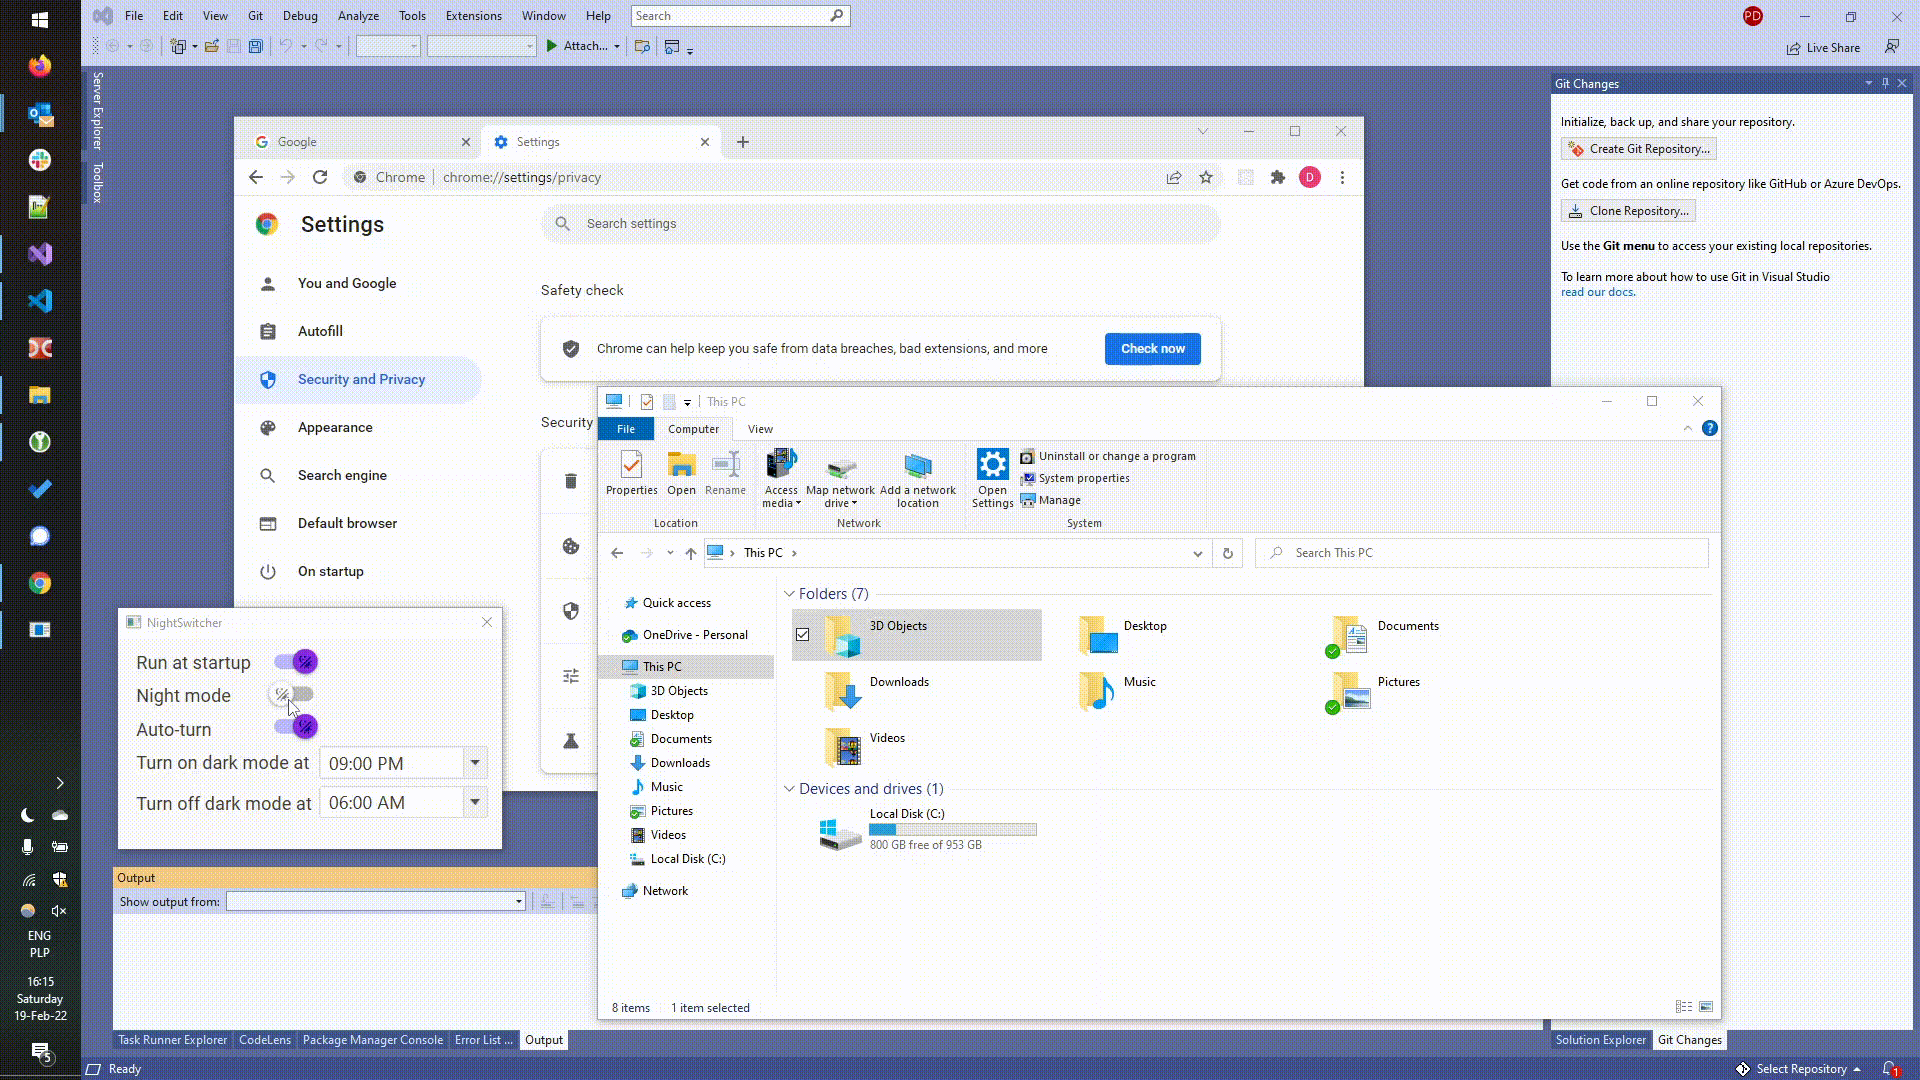 File Edit View Git Debug Analyze Tools Extensions Window Help Search
PD
Attach...
Live Share
Server Explorer
Toolbox
Google
Settings
Chrome chrome://settings/privacy
D
Settings
Search settings
You and Google
Autofill
Security and Privacy
Appearance
Search engine
Default browser
On startup
Safety check
Chrome can help keep you safe from data breaches, bad extensions, and more
Check now
Security
Git Changes
Initialize, back up, and share your repository.
Create Git Repository...
Get code from an online repository like GitHub or Azure DevOps.
Clone Repository...
Use the Git menu to access your existing local repositories.
To learn more about how to use Git in Visual Studio
read our docs.
This PC
File Computer View
Properties Open Rename
Location
Access media
Map network drive
Add a network location
Network
Open Settings
Uninstall or change a program
System properties
Manage
System
This PC
Search This PC
Quick access
OneDrive - Personal
This PC
3D Objects
Desktop
Documents
Downloads
Music
Pictures
Videos
Local Disk (C:)
Network
Folders (7)
3D Objects
Desktop
Documents
Downloads
Music
Pictures
Videos
Devices and drives (1)
Local Disk (C:)
800 GB free of 953 GB
8 items 1 item selected
NightSwitcher
Run at startup
Night mode
Auto-turn
Turn on dark mode at 09:00 PM
Turn off dark mode at 06:00 AM
Output
Show output from:
Task Runner Explorer CodeLens Package Manager Console Error List ... Output
Solution Explorer Git Changes
ENG
PLP
16:15
Saturday
19-Feb-22
5
Ready
Select Repository
1